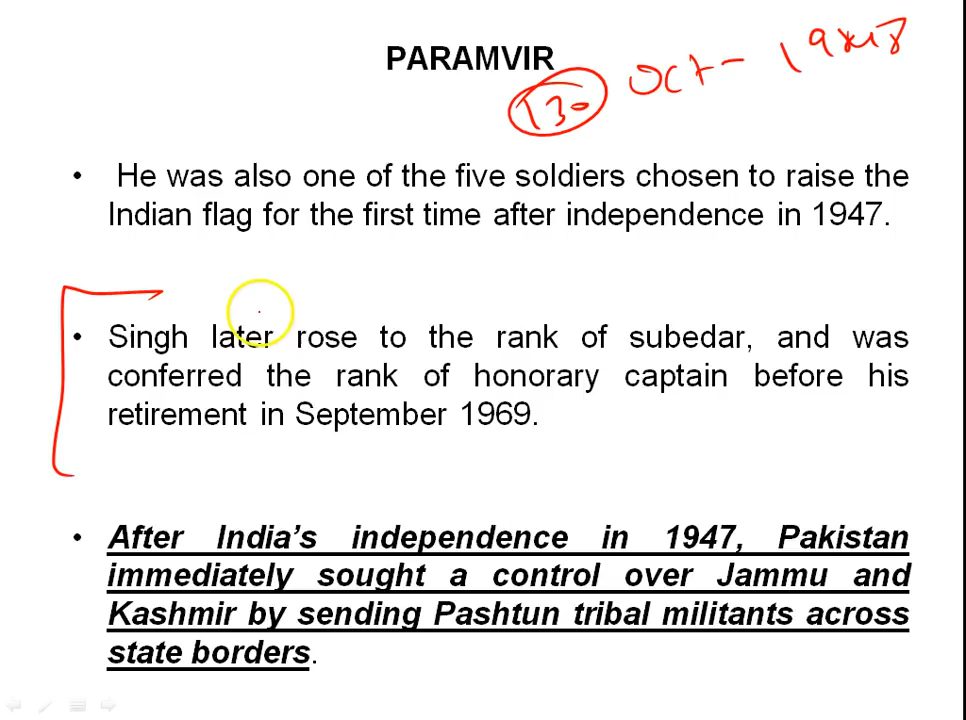 PARAMVIR
130 Oct - 1948
• He was also one of the five soldiers chosen to raise the
Indian flag for the first time after independence in 1947.
• Singh later rose to the rank of subedar, and was
conferred the rank of honorary captain before his
retirement in September 1969.
• After India’s independence in 1947, Pakistan
immediately sought a control over Jammu and
Kashmir by sending Pashtun tribal militants across
state borders.